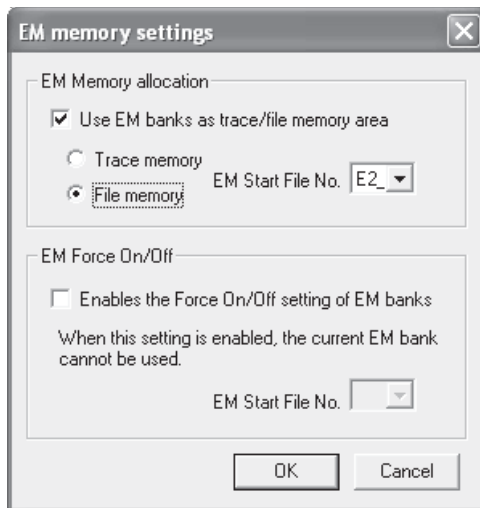 EM memory settings
EM Memory allocation
Use EM banks as trace/file memory area
Trace memory
File memory
EM Start File No. E2_
EM Force On/Off
Enables the Force On/Off setting of EM banks
When this setting is enabled, the current EM bank
cannot be used.
EM Start File No.
OK Cancel